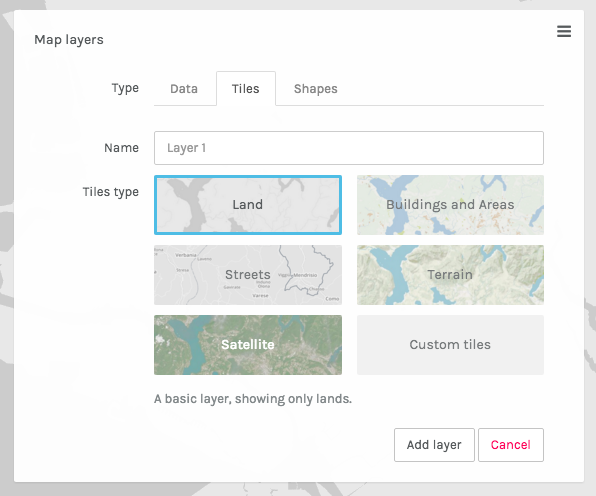 Map layers
Type
Data
Tiles
Shapes
Name
Layer 1
Tiles type
Land
Buildings and Areas
Streets
Terrain
Satellite
Custom tiles
A basic layer, showing only lands.
Add layer
Cancel